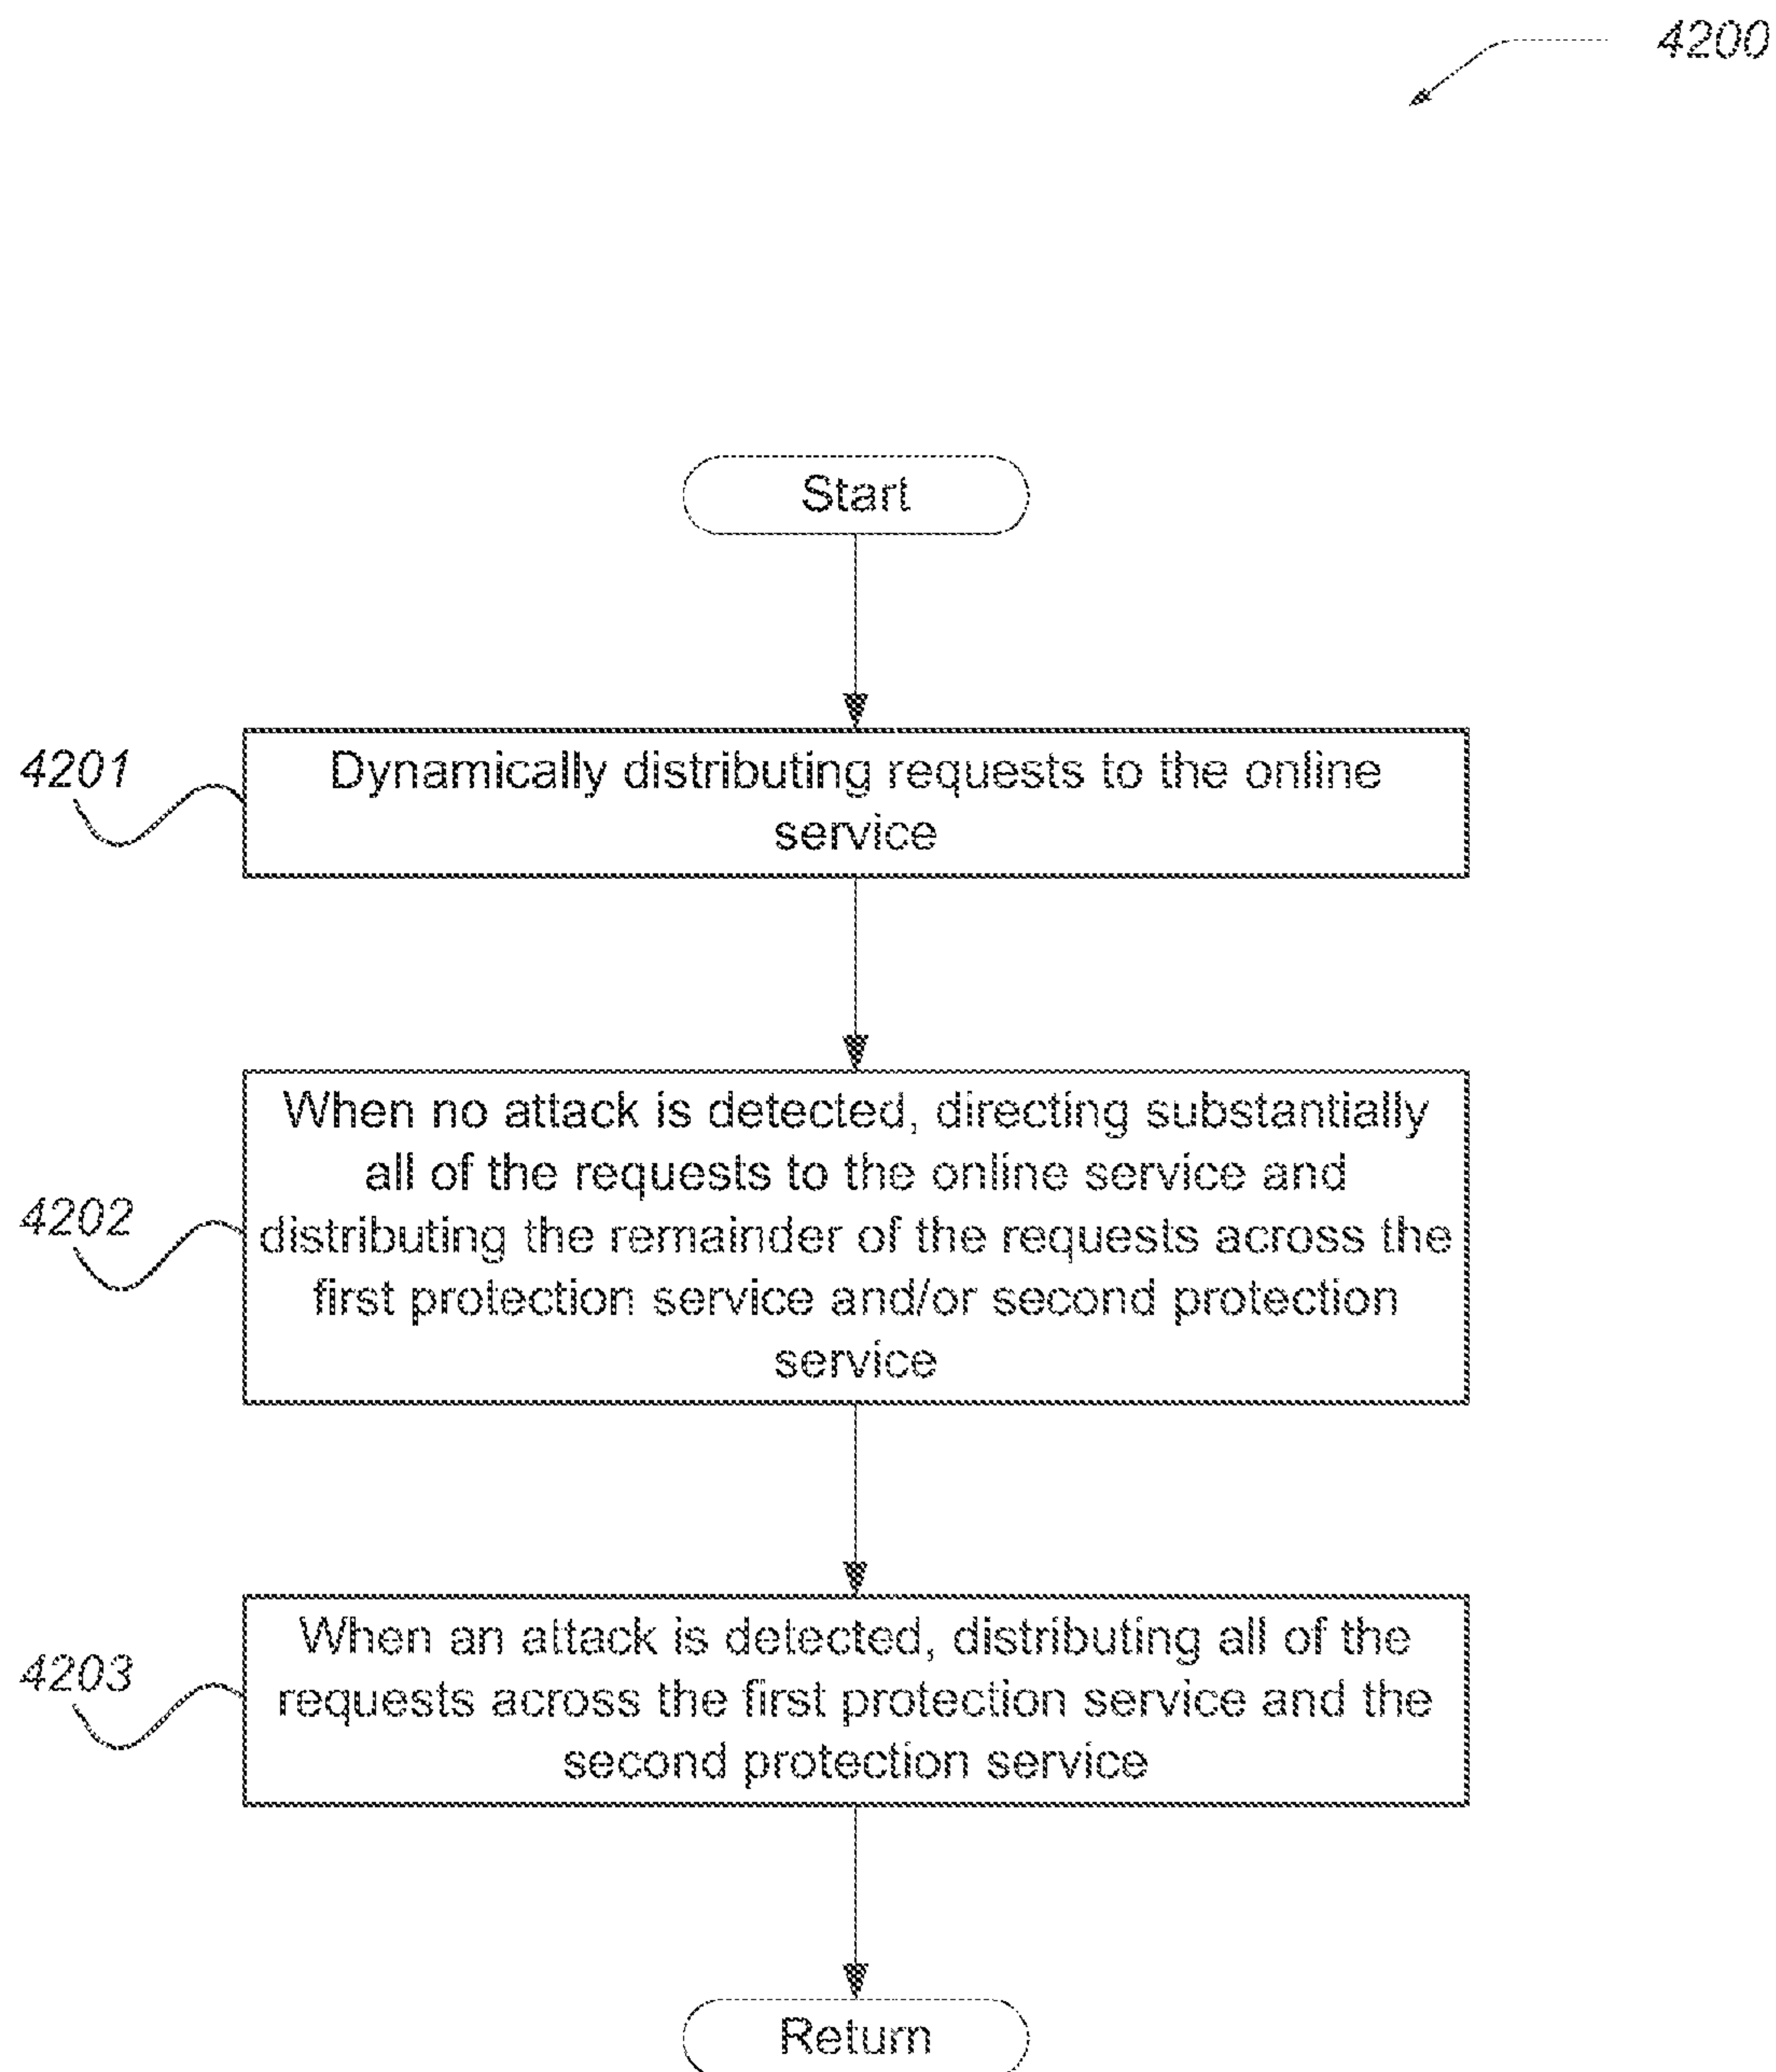 4200
Start
4201
Dynamically distributing requests to the online
service
4202
When no attack is detected, directing substantially
all of the requests to the online service and
distributing the remainder of the requests across the
first protection service and/or second protection
service
4203
When an attack is detected, distributing all of the
requests across the first protection service and the
second protection service
Return